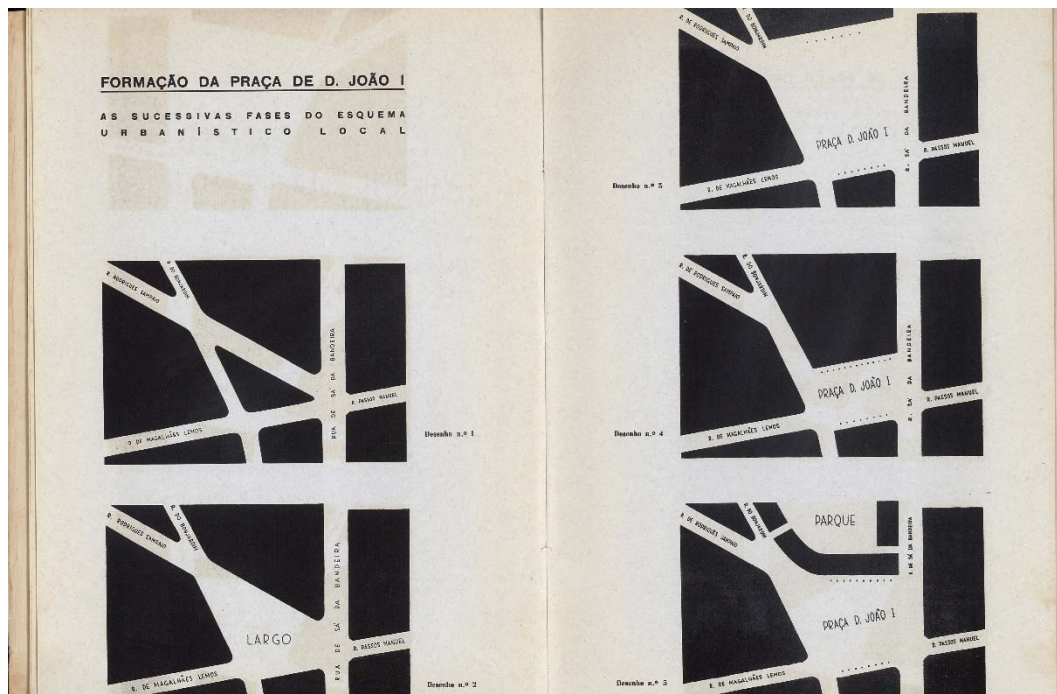 FORMAÇÃO DA PRAÇA DE D. JOÃO I
AS SUCESSIVAS FASES DO ESQUEMA
URBANÍSTICO LOCAL
R. RODRIGUES SAMPAIO
R. DO BONJARDIM
RUA DE SÁ DA BANDEIRA
R. PASSOS MANUEL
R. DE MAGALHÃES LEMOS
Desenho n.º 1
R. RODRIGUES SAMPAIO
R. DO BONJARDIM
RUA DE SÁ DA BANDEIRA
LARGO
R. PASSOS MANUEL
R. DE MAGALHÃES LEMOS
Desenho n.º 2
R. DE RODRIGUES SAMPAIO
R. DO BONJARDIM
R. SÁ DA BANDEIRA
PRAÇA D. JOÃO I
R. PASSOS MANUEL
R. DE MAGALHÃES LEMOS
Desenho n.º 3
R. DE RODRIGUES SAMPAIO
R. DO BONJARDIM
R. SÁ DA BANDEIRA
PRAÇA D. JOÃO I
R. PASSOS MANUEL
R. DE MAGALHÃES LEMOS
Desenho n.º 4
R. DE RODRIGUES SAMPAIO
R. DO BONJARDIM
PARQUE
R. DE SÁ DA BANDEIRA
PRAÇA D. JOÃO I
R. PASSOS MANUEL
R. DE MAGALHÃES LEMOS
Desenho n.º 5